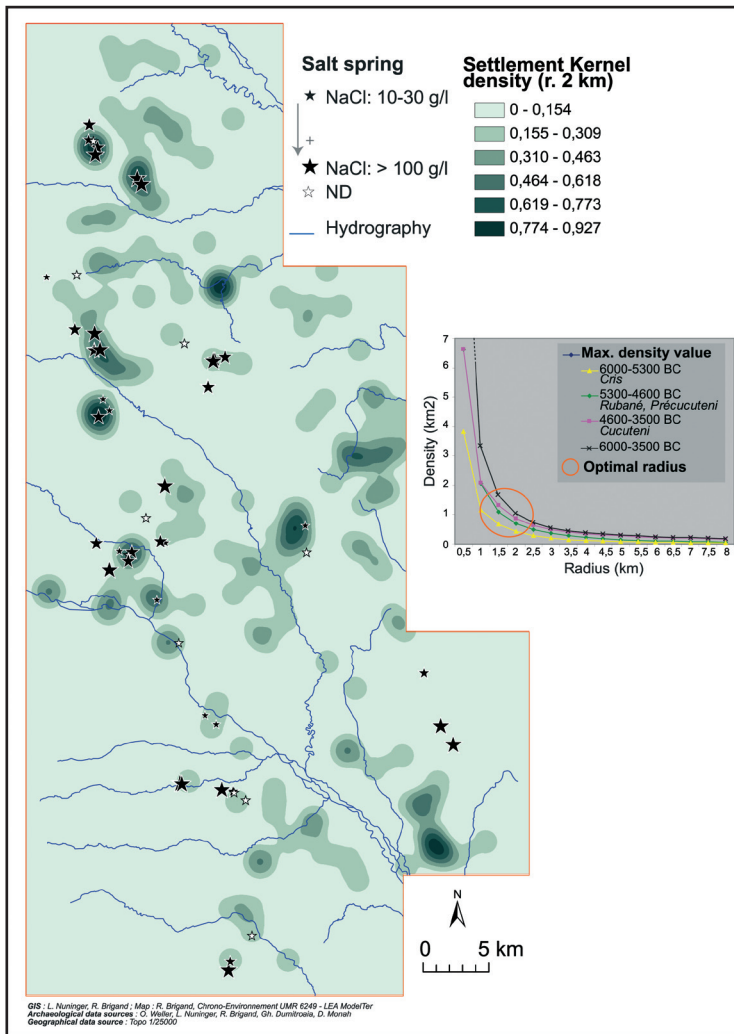 Salt spring
NaCl: 10-30 g/l
+
NaCl: > 100 g/l
ND
Hydrography
Settlement Kernel
density (r. 2 km)
0 - 0,154
0,155 - 0,309
0,310 - 0,463
0,464 - 0,618
0,619 - 0,773
0,774 - 0,927
Max. density value
6000-5300 BC
Cris
5300-4600 BC
Rubané, Précucuteni
4600-3500 BC
Cucuteni
6000-3500 BC
Optimal radius
Density (km2)
7
6
5
4
3
2
1
0
0,5 1 1,5 2 2,5 3 3,5 4 4,5 5 5,5 6 6,5 7 7,5 8
Radius (km)
N
0 5 km
GIS : L. Nuninger, R. Brigand ; Map : R. Brigand, Chrono-Environnement UMR 6249 - LEA ModelTer
Archaeological data sources : O. Weller, L. Nuninger, R. Brigand, Gh. Dumitroaia, D. Monah
Geographical data source : Topo 1/25000